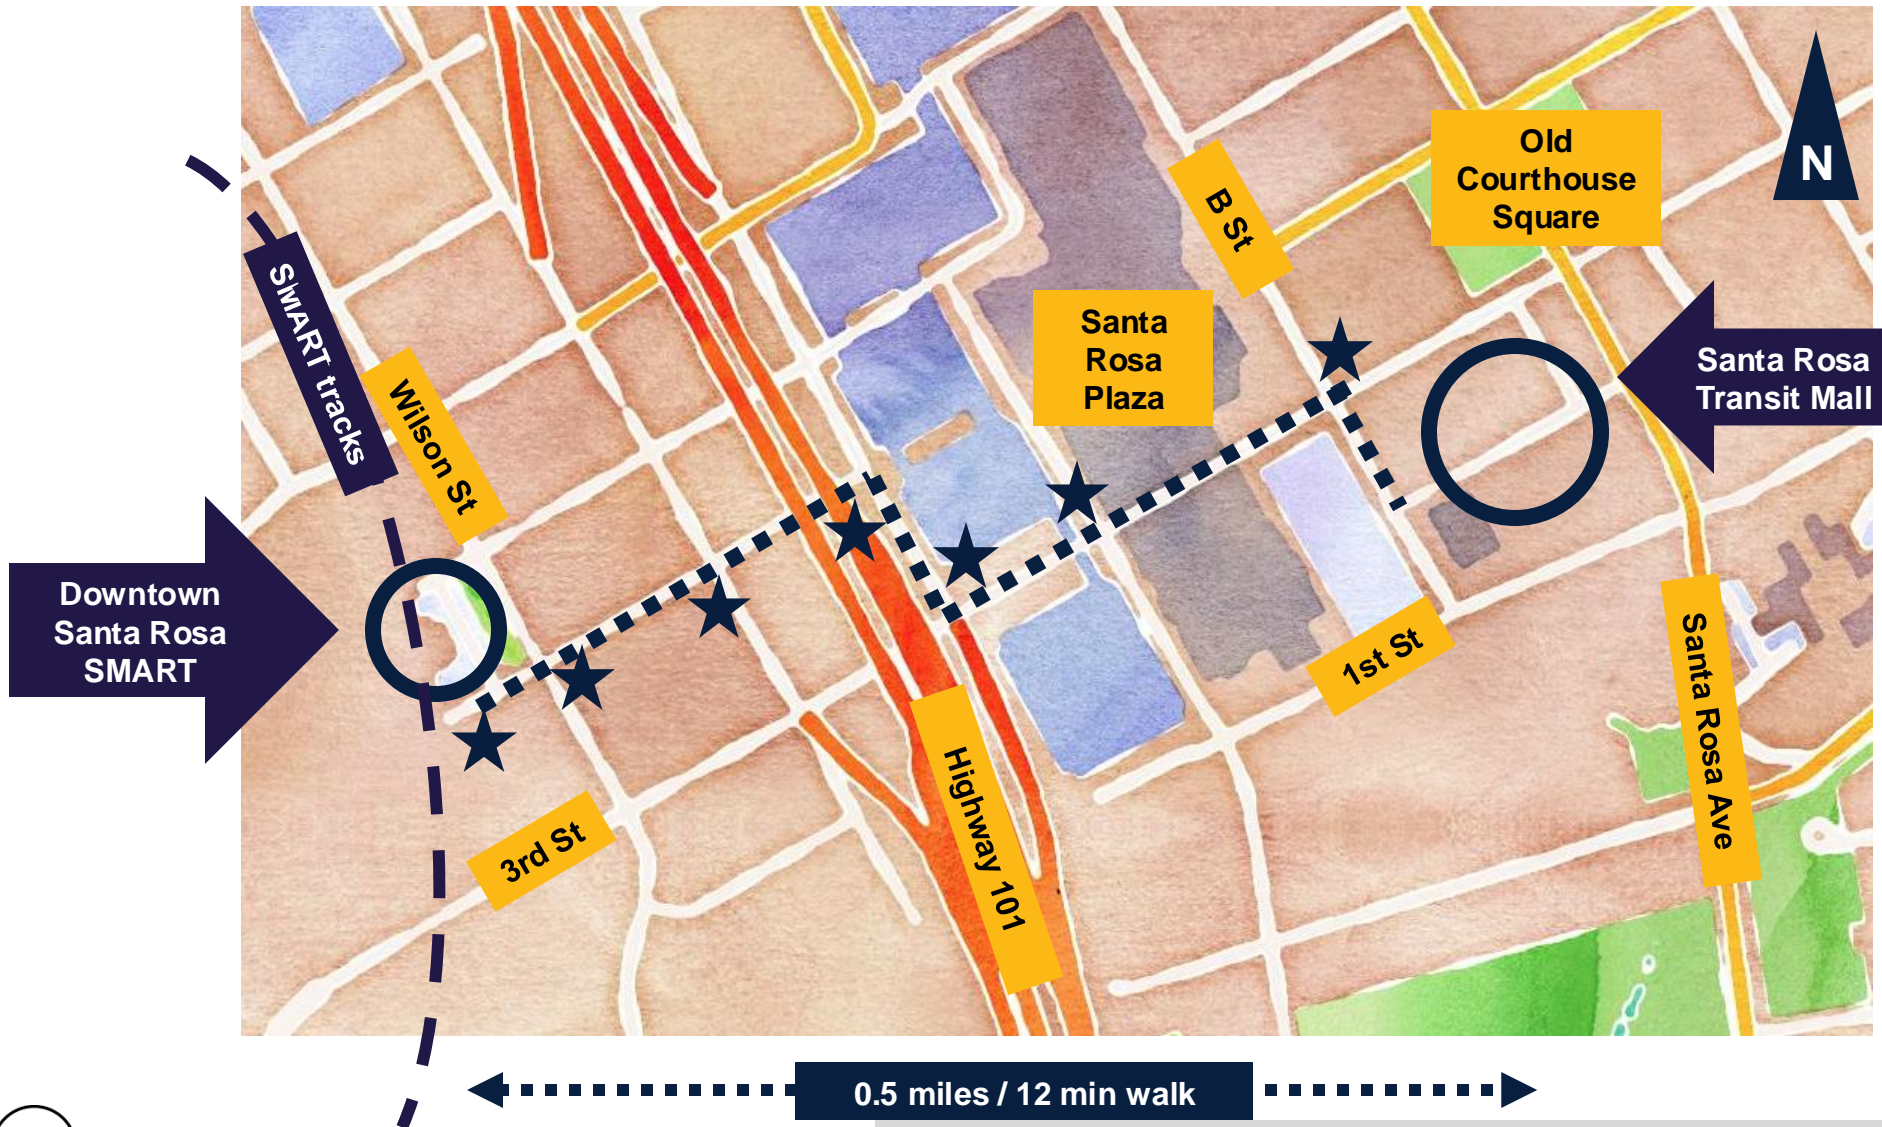 Old
Courthouse
Square
N
B St
SMART tracks
Santa
Rosa
Plaza
Santa Rosa
Transit Mall
Wilson St
Downtown
Santa Rosa
SMART
1st St
Santa Rosa Ave
3rd St
Highway 101
0.5 miles / 12 min walk